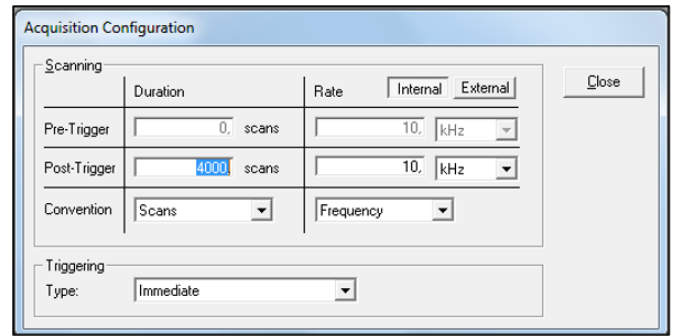 Acquisition Configuration
Scanning
Duration Rate Internal External Close
Pre-Trigger 0, scans 10, kHz
Post-Trigger 4000, scans 10, kHz
Convention Scans Frequency
Triggering
Type: Immediate